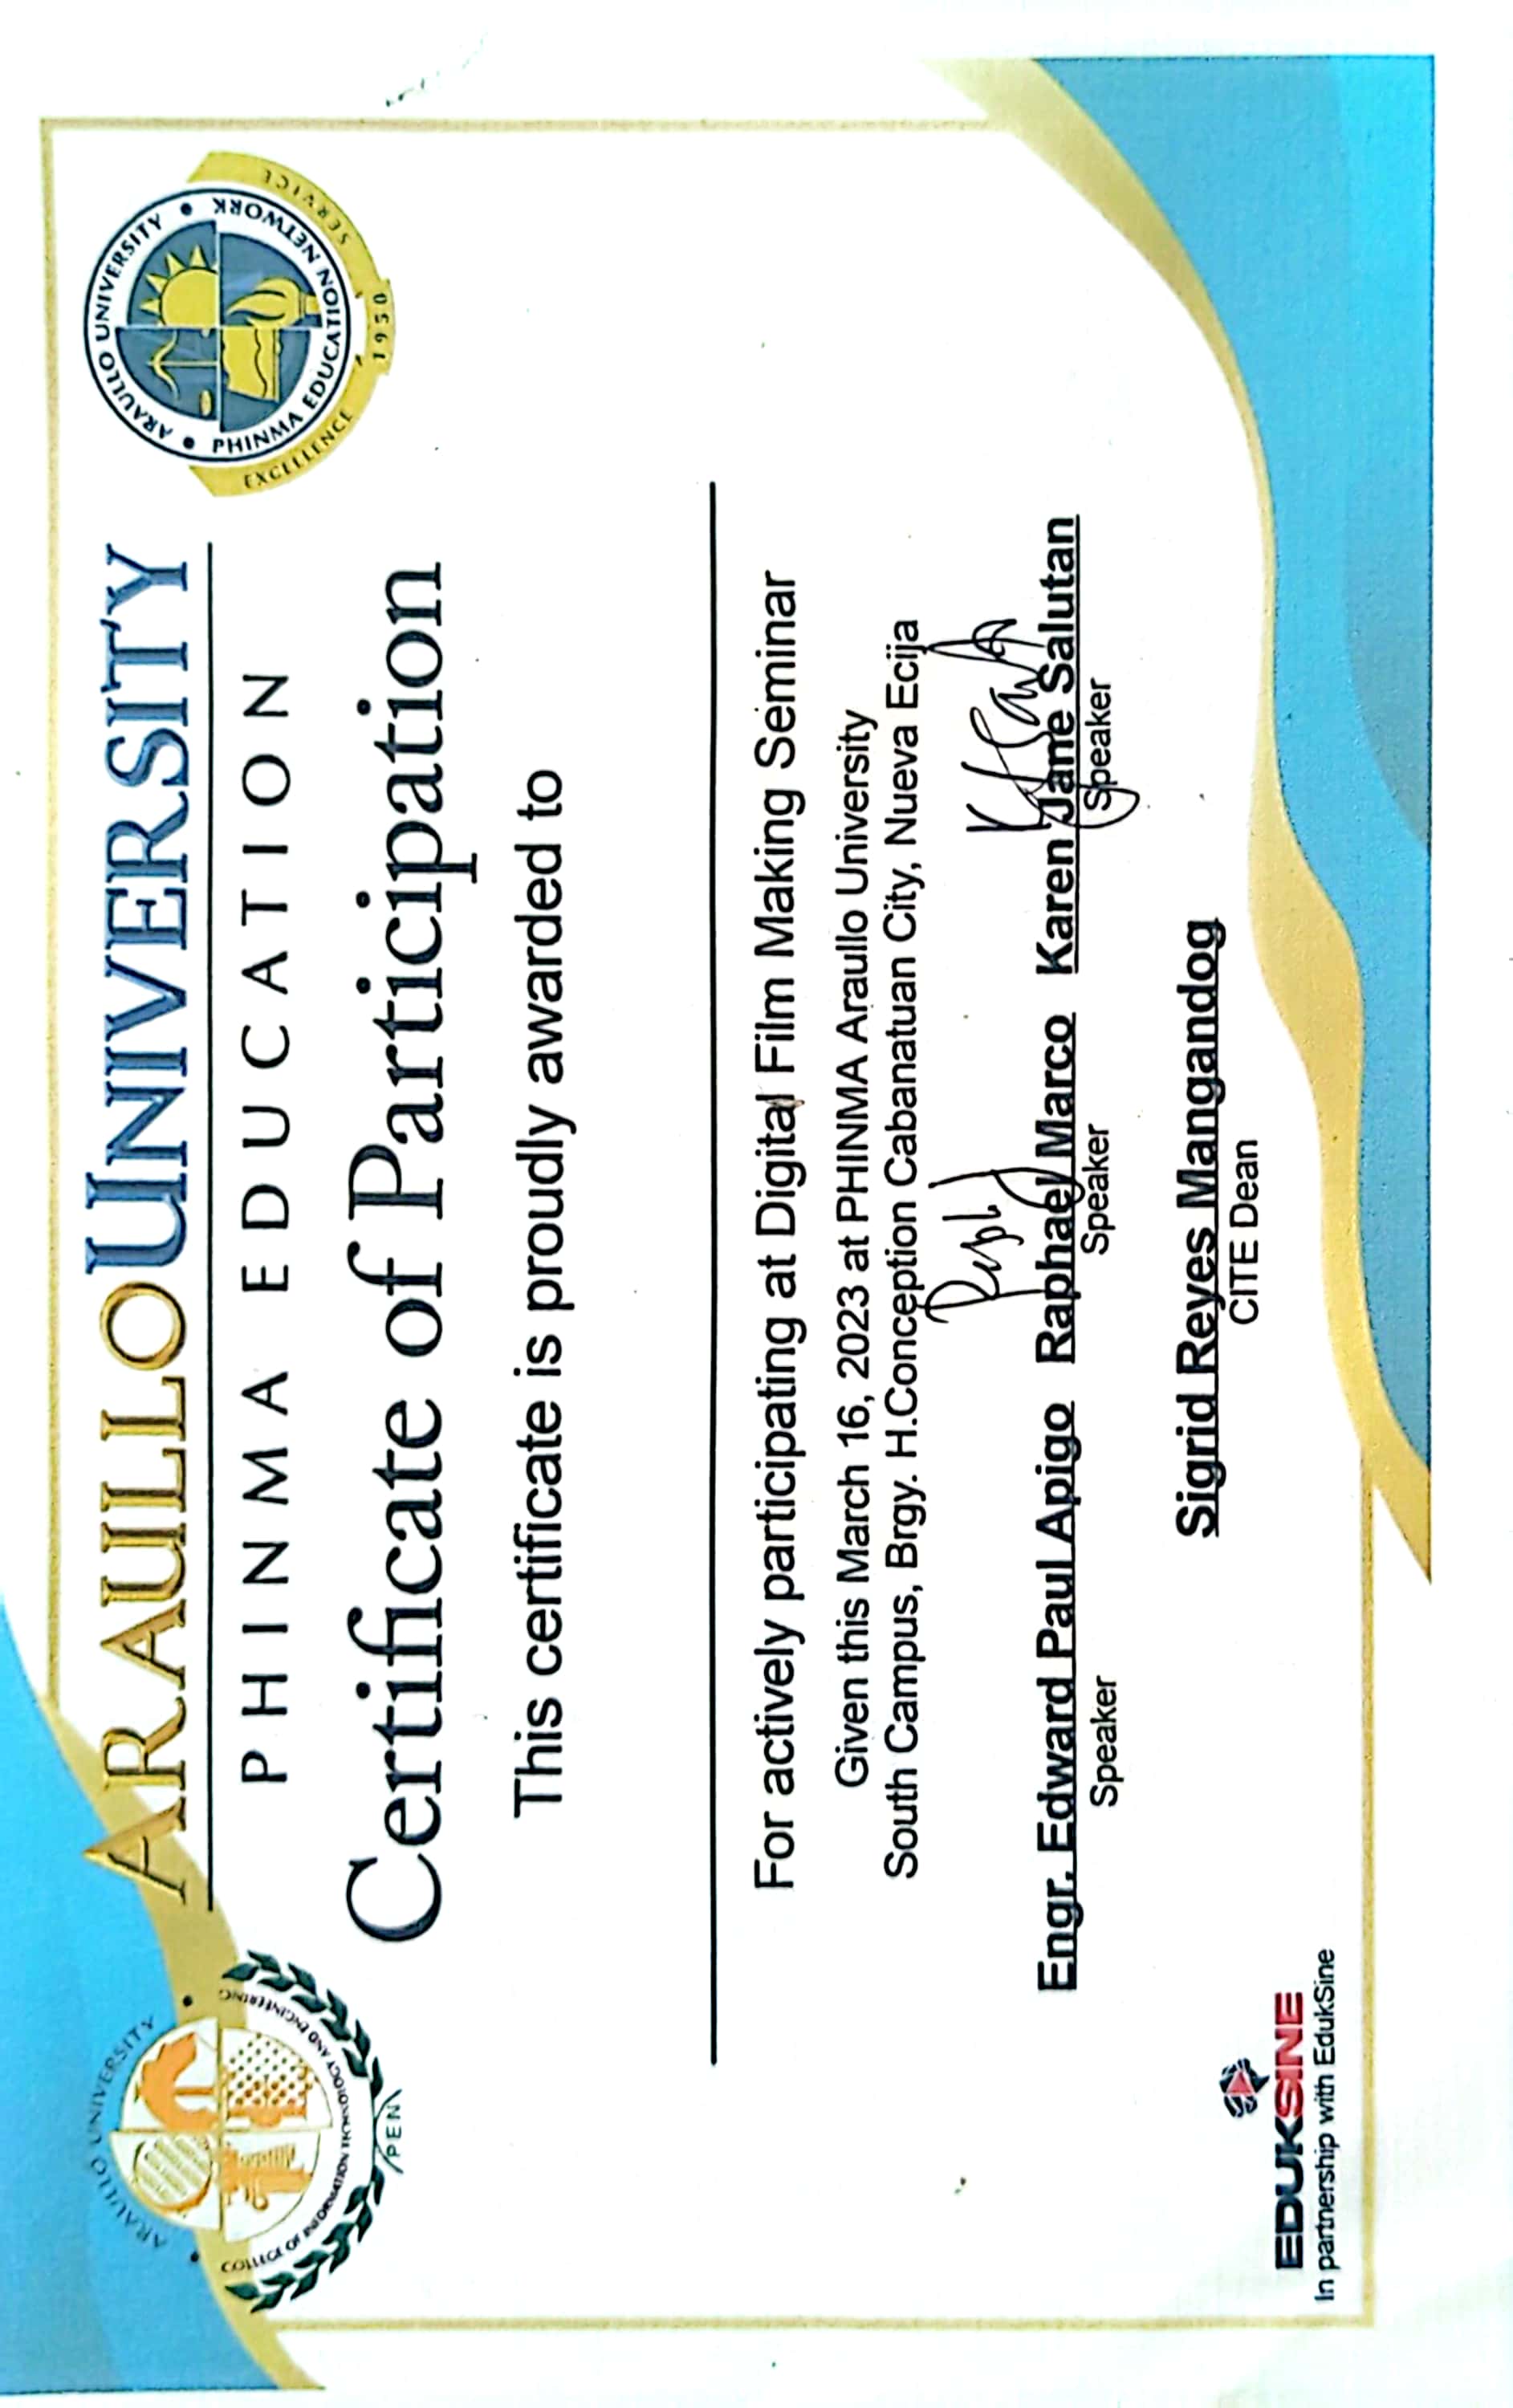 ARAULLO UNIVERSITY
PHINMA EDUCATION
ARAULLO UNIVERSITY
COLLEGE OF INFORMATION TECHNOLOGY AND ENGINEERING
PEN
ARAULLO UNIVERSITY • PHINMA EDUCATION NETWORK •
EXCELLENCE 1950 SERVICE
Certificate of Participation
This certificate is proudly awarded to
For actively participating at Digital Film Making Seminar
Given this March 16, 2023 at PHINMA Araullo University
South Campus, Brgy. H.Conception Cabanatuan City, Nueva Ecija
Engr. Edward Paul Apigo Raphael Marco Karen Jane Salutan
Speaker Speaker Speaker
Sigrid Reyes Mangandog
CITE Dean
EDUKSINE
In partnership with EdukSine